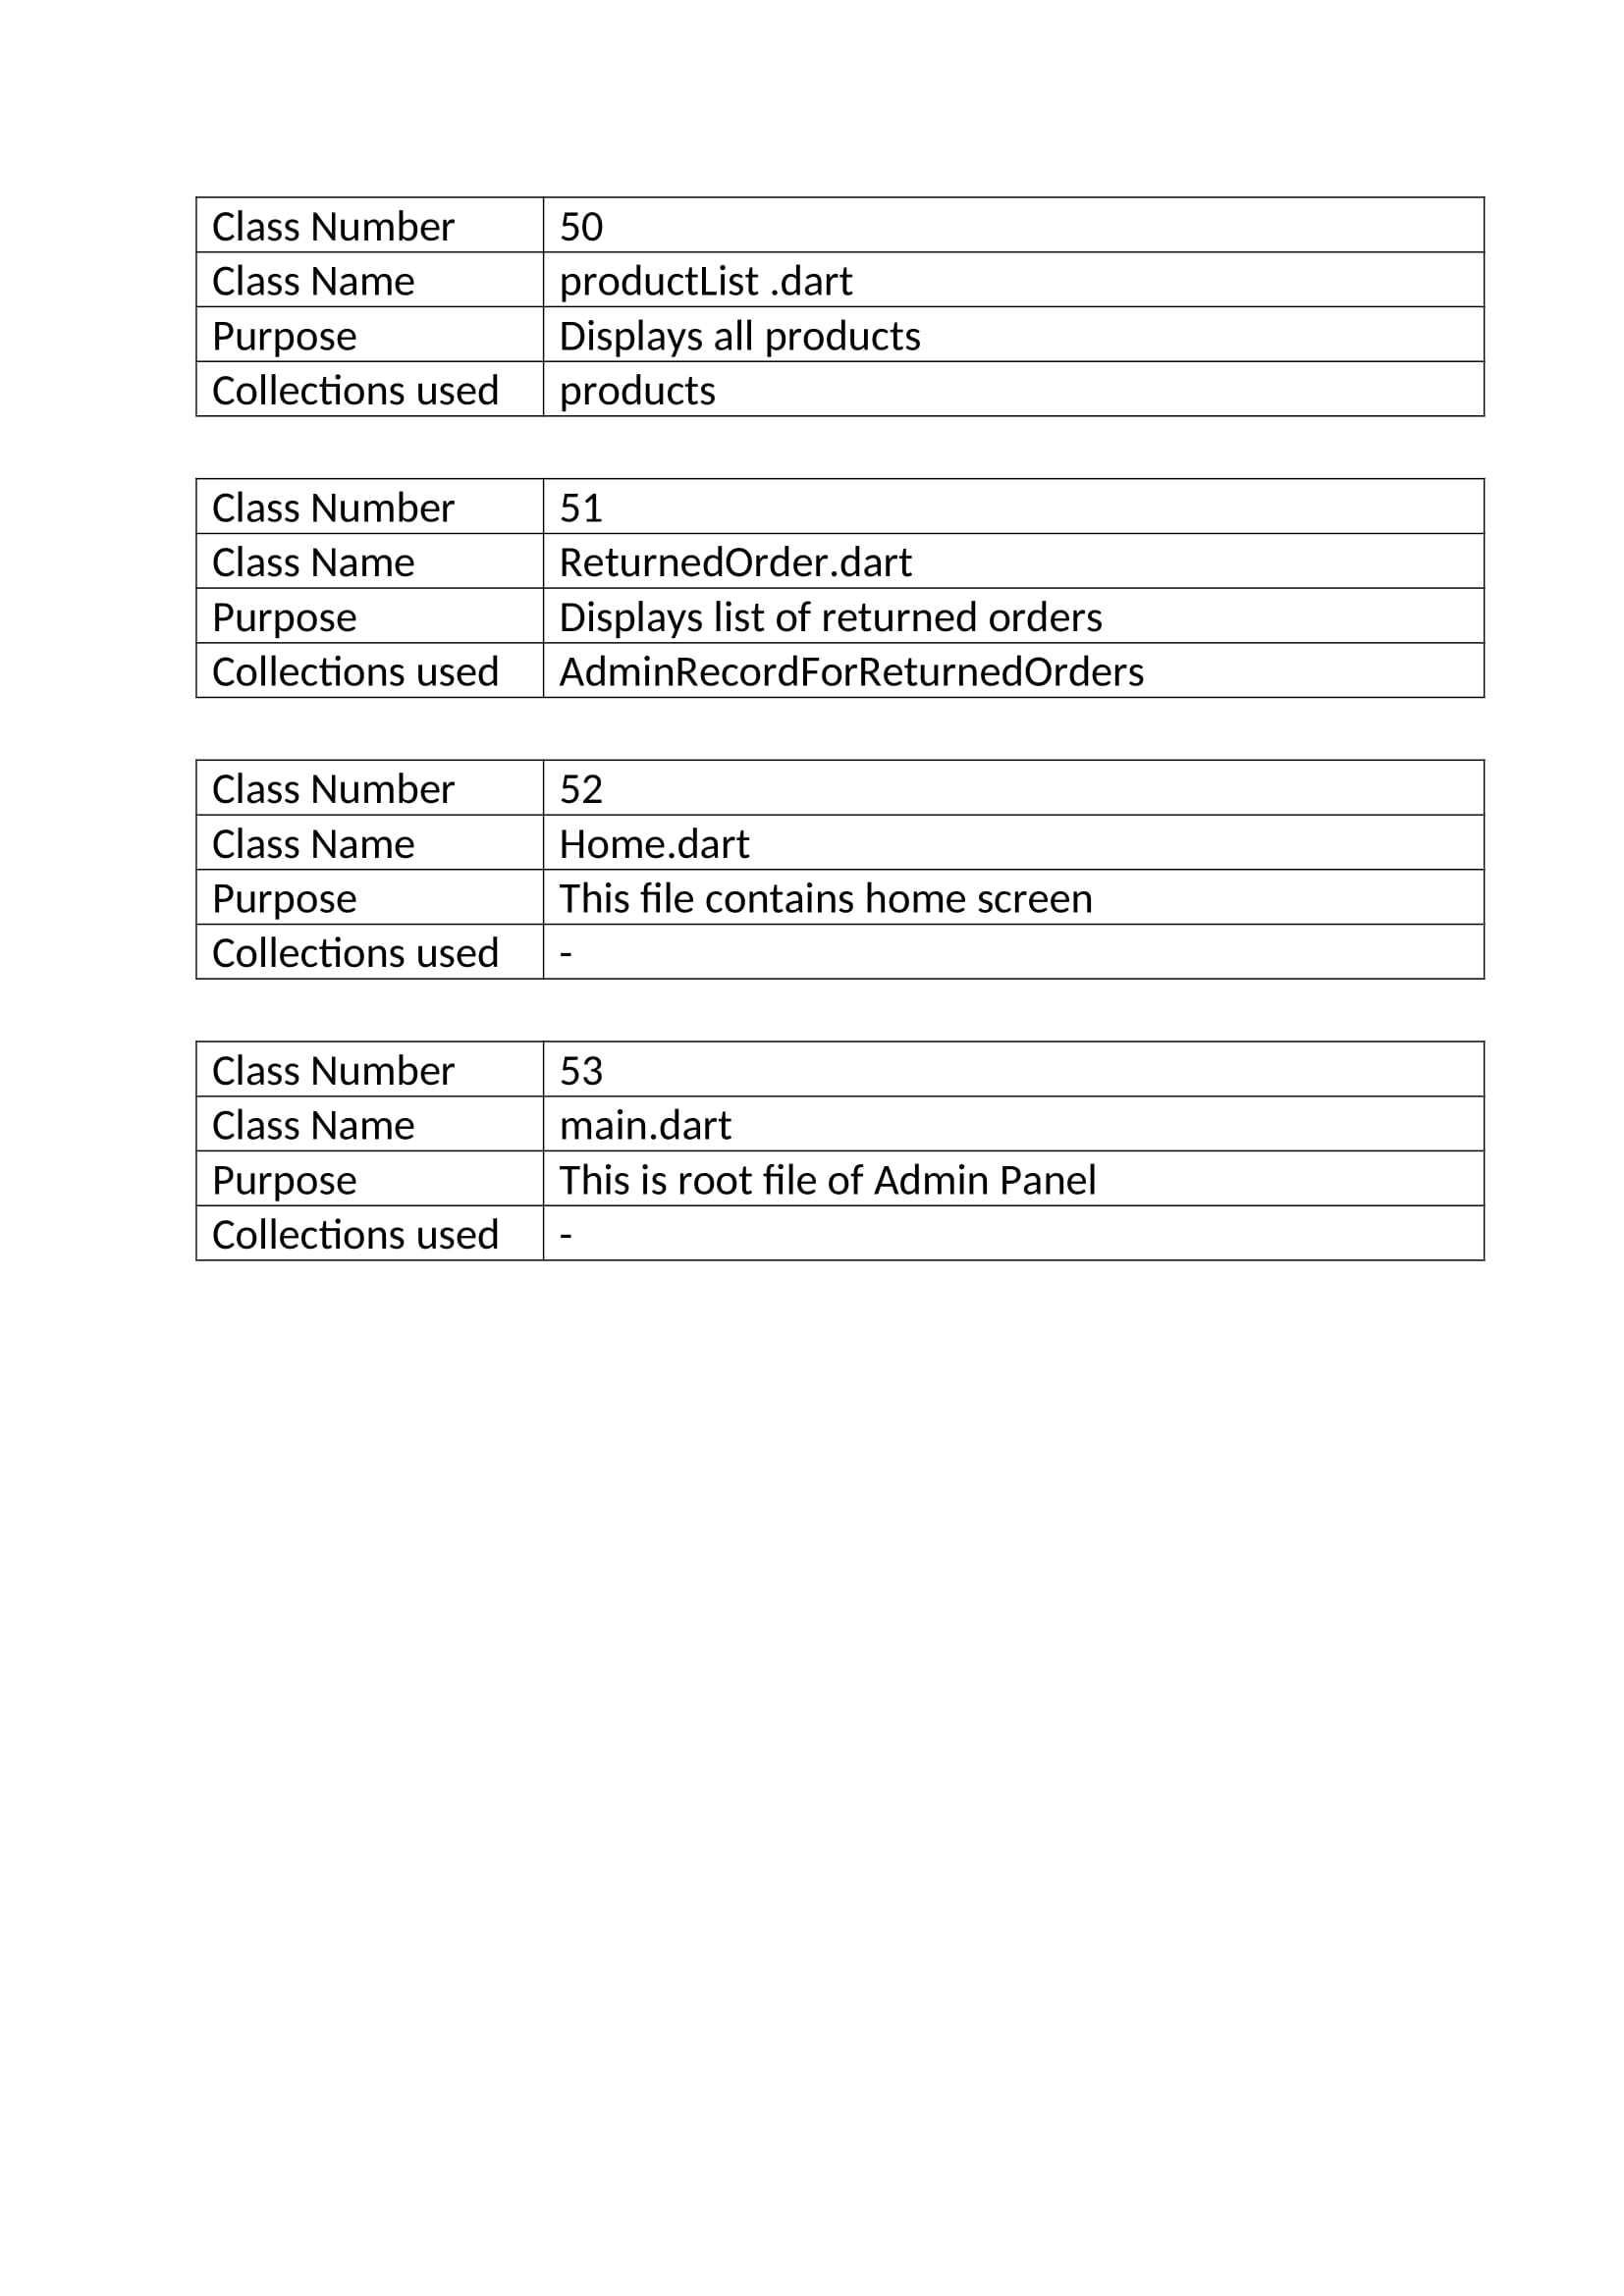 Class Number 50
Class Name productList .dart
Purpose Displays all products
Collections used products
Class Number 51
Class Name ReturnedOrder.dart
Purpose Displays list of returned orders
Collections used AdminRecordForReturnedOrders
Class Number 52
Class Name Home.dart
Purpose This file contains home screen
Collections used -
Class Number 53
Class Name main.dart
Purpose This is root file of Admin Panel
Collections used -